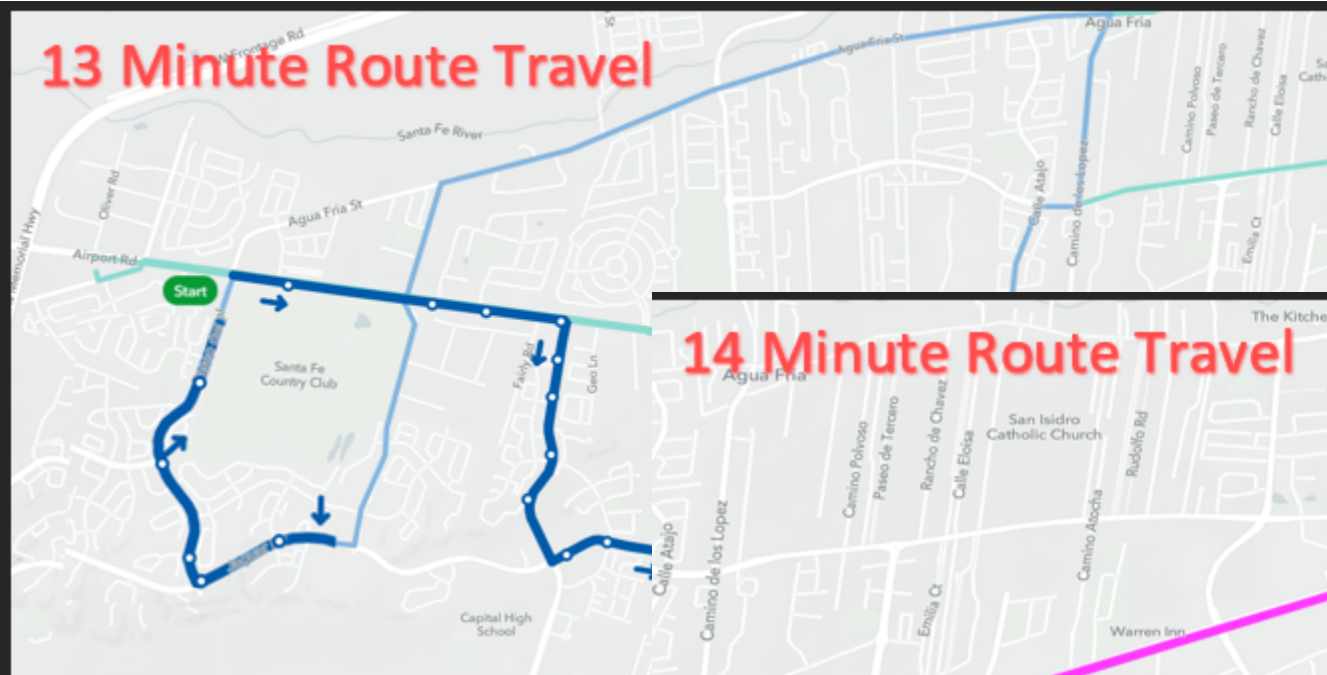 13 Minute Route Travel
N Frontage Rd
Agua Fria
Agua Fria St
Camino Polvoso
Paseo de Tercero
Rancho de Chavez
Calle Eloisa
Santa Fe River
Oliver Rd
Agua Fria St
Calle Atajo
Camino de los Lopez
Emilia Ct
Memorial Hwy
Airport Rd
Start
Santa Fe
Country Club
Fairly Rd
Geo Ln
Capital High
School
The Kitche
14 Minute Route Travel
Agua Fria
Camino Polvoso
Paseo de Tercero
Rancho de Chavez
Calle Eloisa
San Isidro
Catholic Church
Rudolfo Rd
Calle Atajo
Camino de los Lopez
Camino Atocha
Emilia Ct
Warren Inn